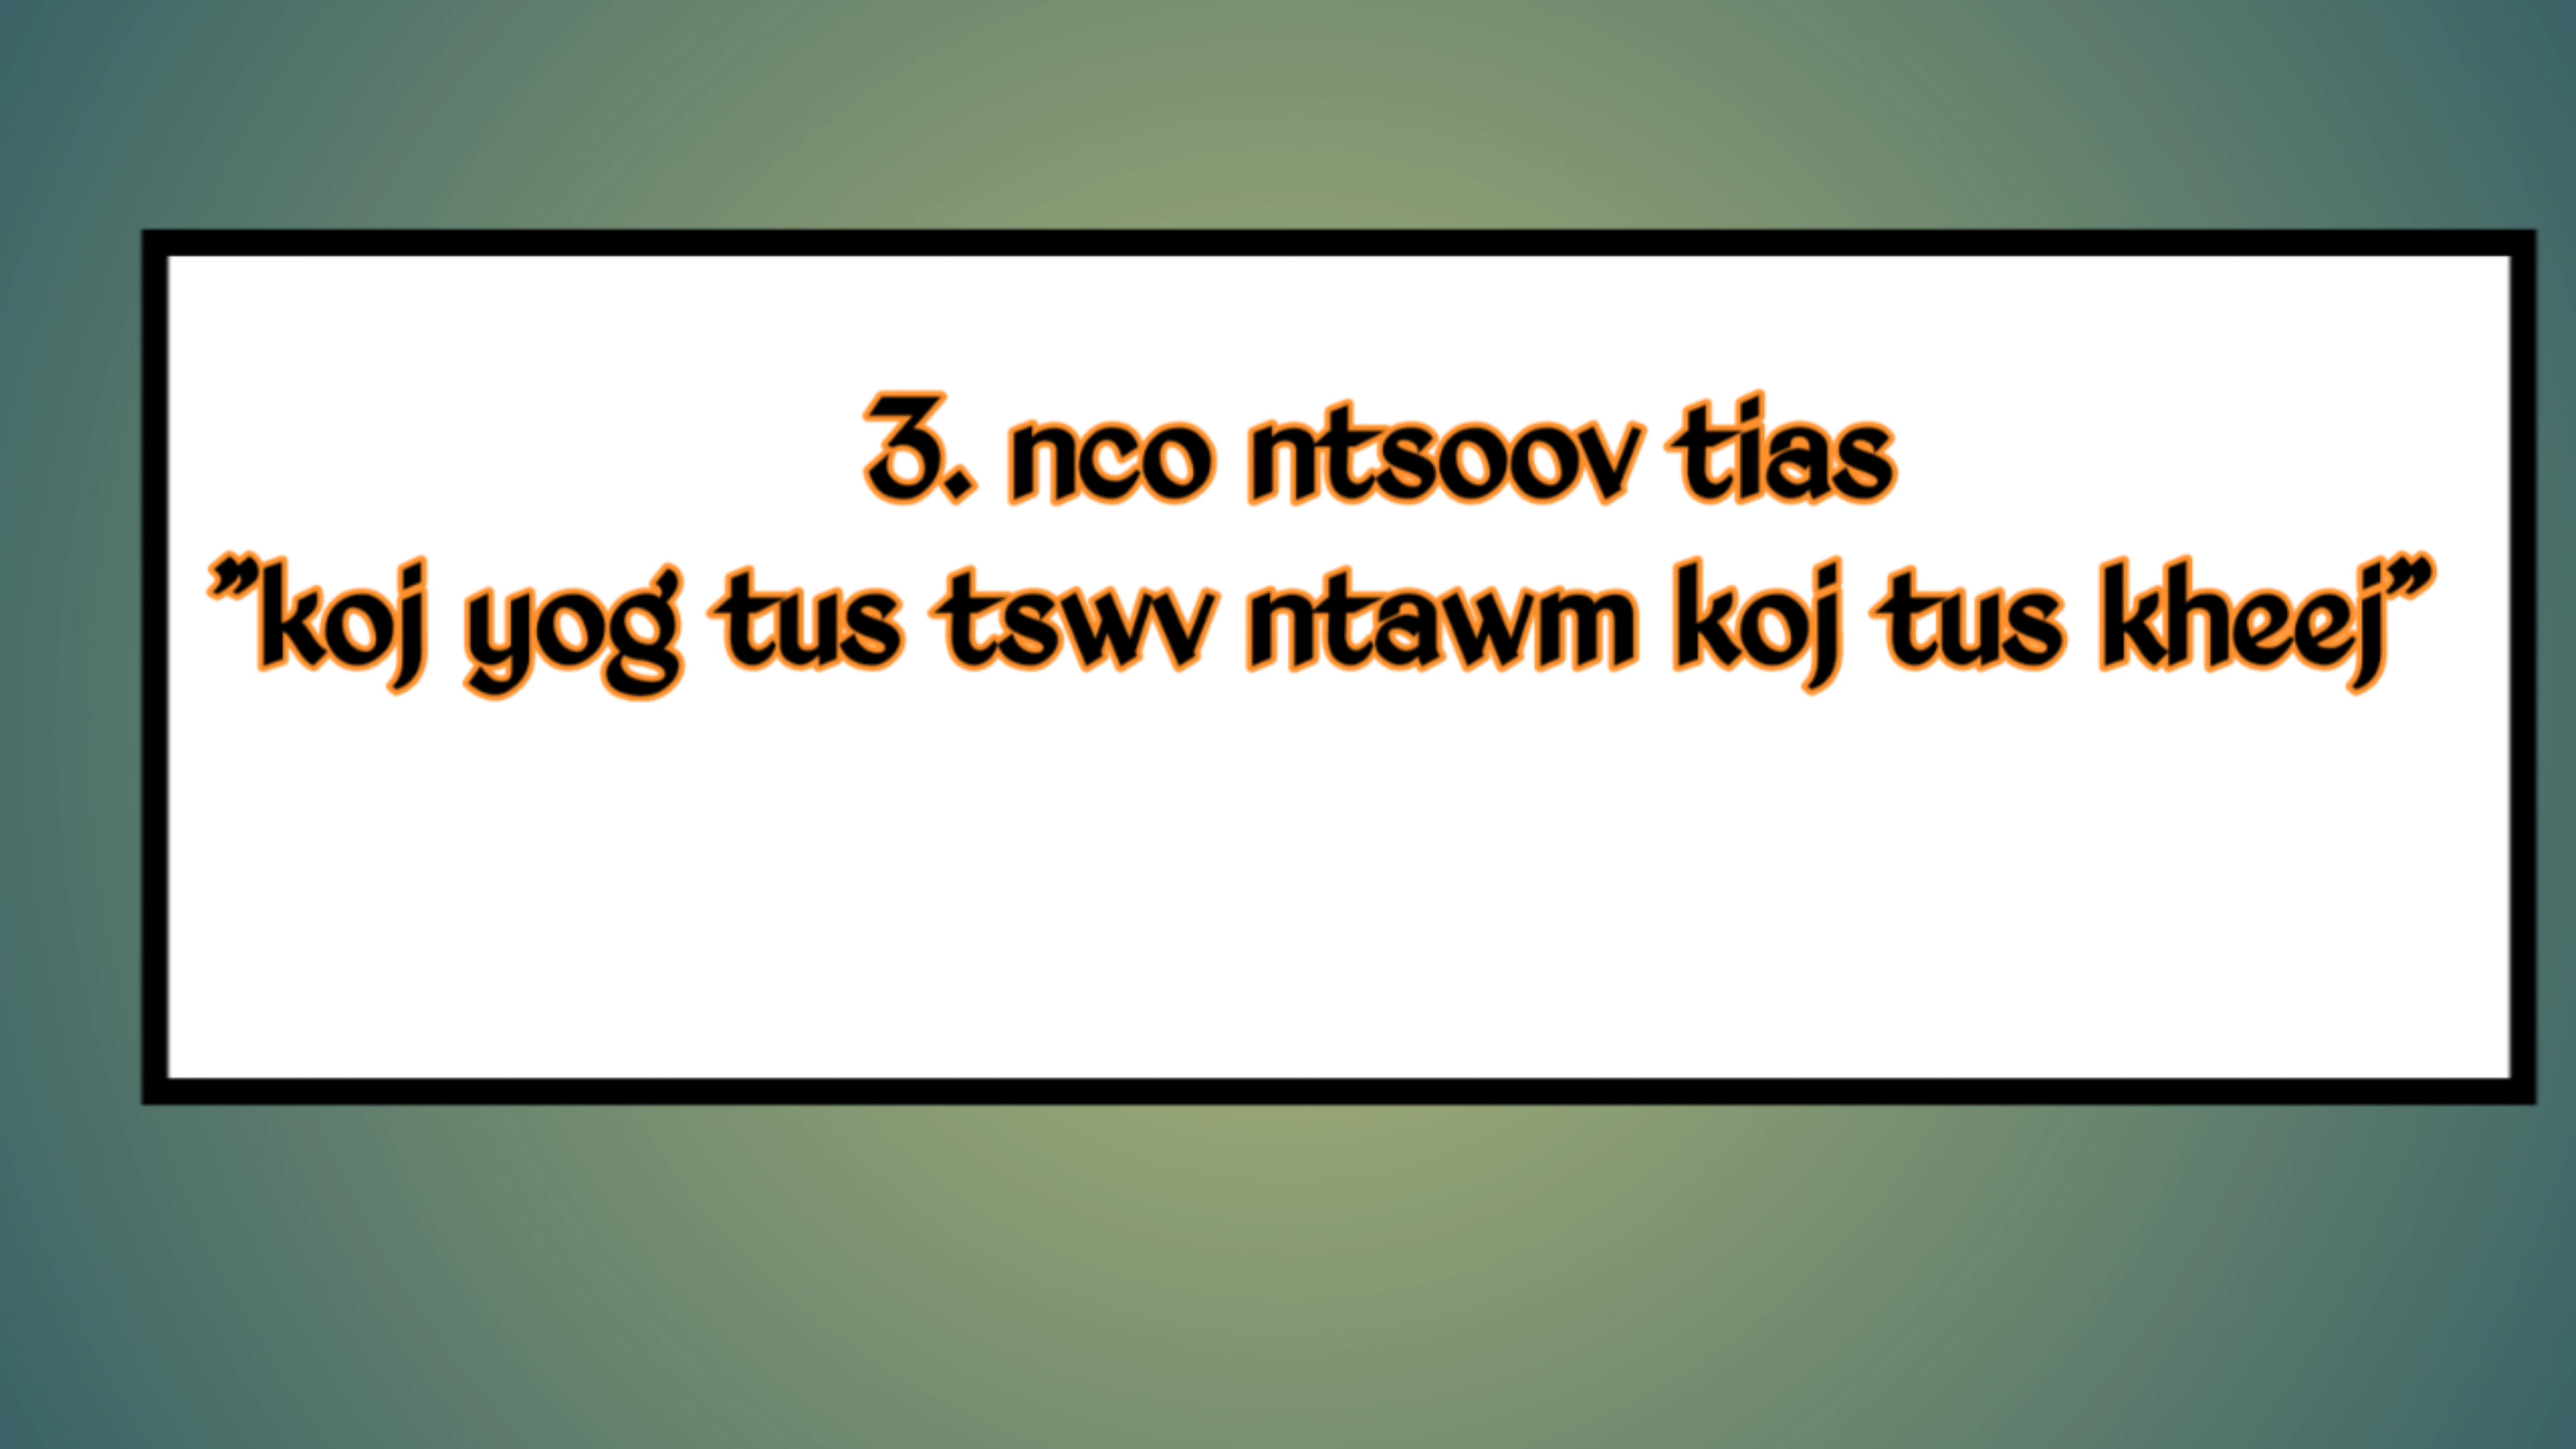 3. nco ntsoov tias
”koj yog tus tswv ntawm koj tus kheej”